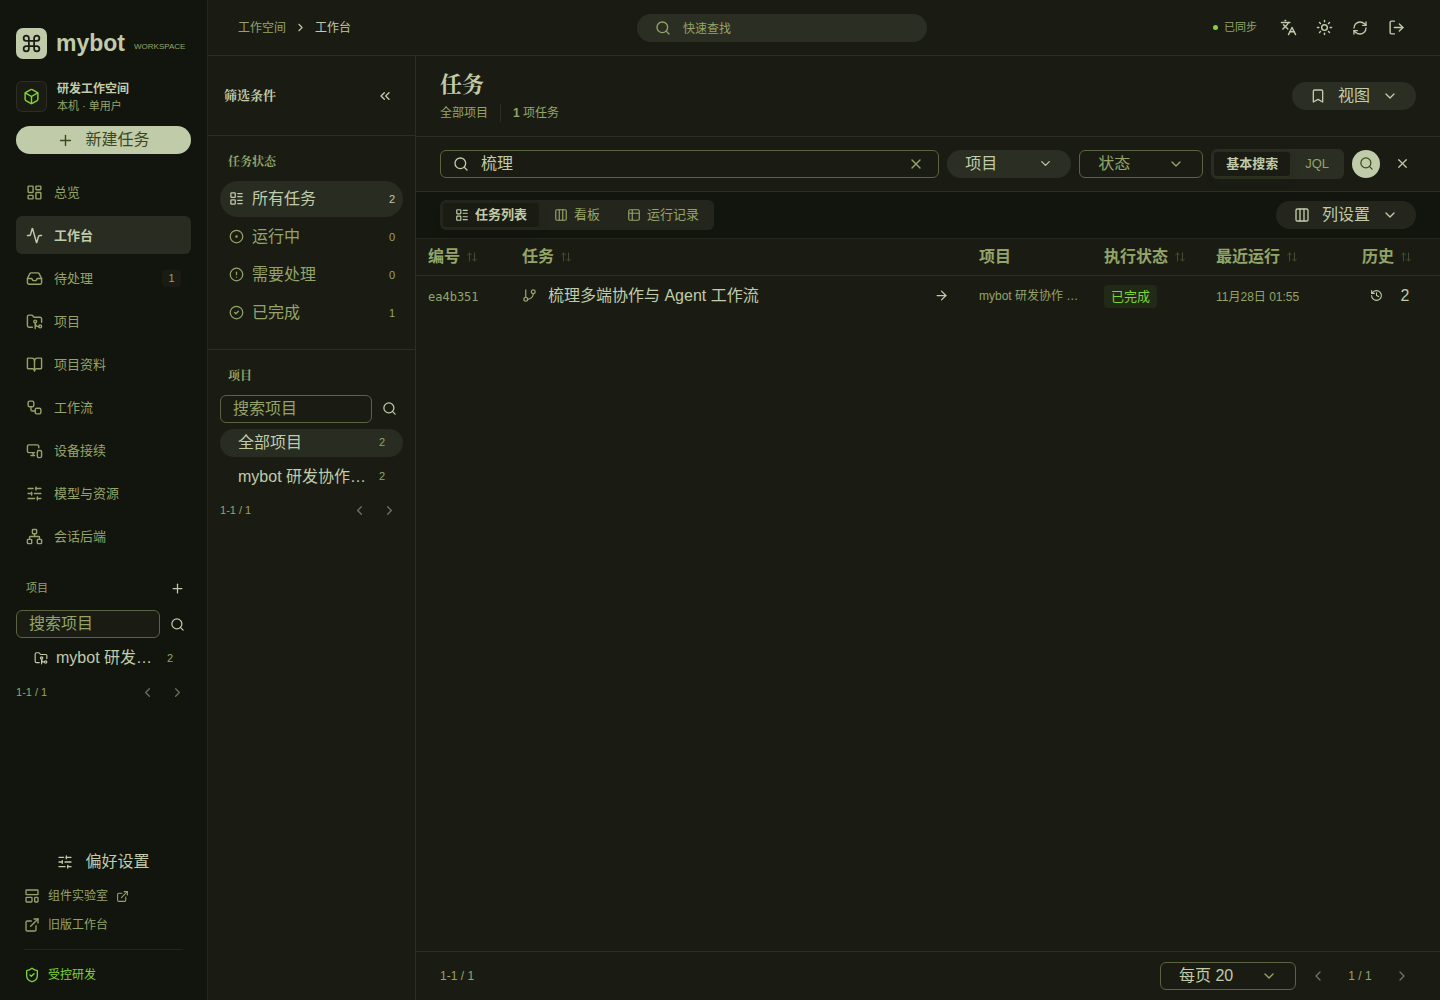 mybot WORKSPACE
研发工作空间
本机 · 单用户
新建任务
总览
工作台
待处理 1
项目
项目资料
工作流
设备接续
模型与资源
会话后端
项目
搜索项目
mybot 研发… 2
1-1 / 1
偏好设置
组件实验室
旧版工作台
受控研发
工作空间 工作台
快速查找
已同步
筛选条件
任务状态
所有任务 2
运行中 0
需要处理 0
已完成 1
项目
搜索项目
全部项目 2
mybot 研发协作… 2
1-1 / 1
任务
全部项目 1 项任务
视图
梳理 项目 状态 基本搜索 JQL
任务列表 看板 运行记录 列设置
编号 任务 项目 执行状态 最近运行 历史
ea4b351 梳理多端协作与 Agent 工作流 mybot 研发协作 … 已完成 11月28日 01:55 2
1-1 / 1 每页 20 1 / 1